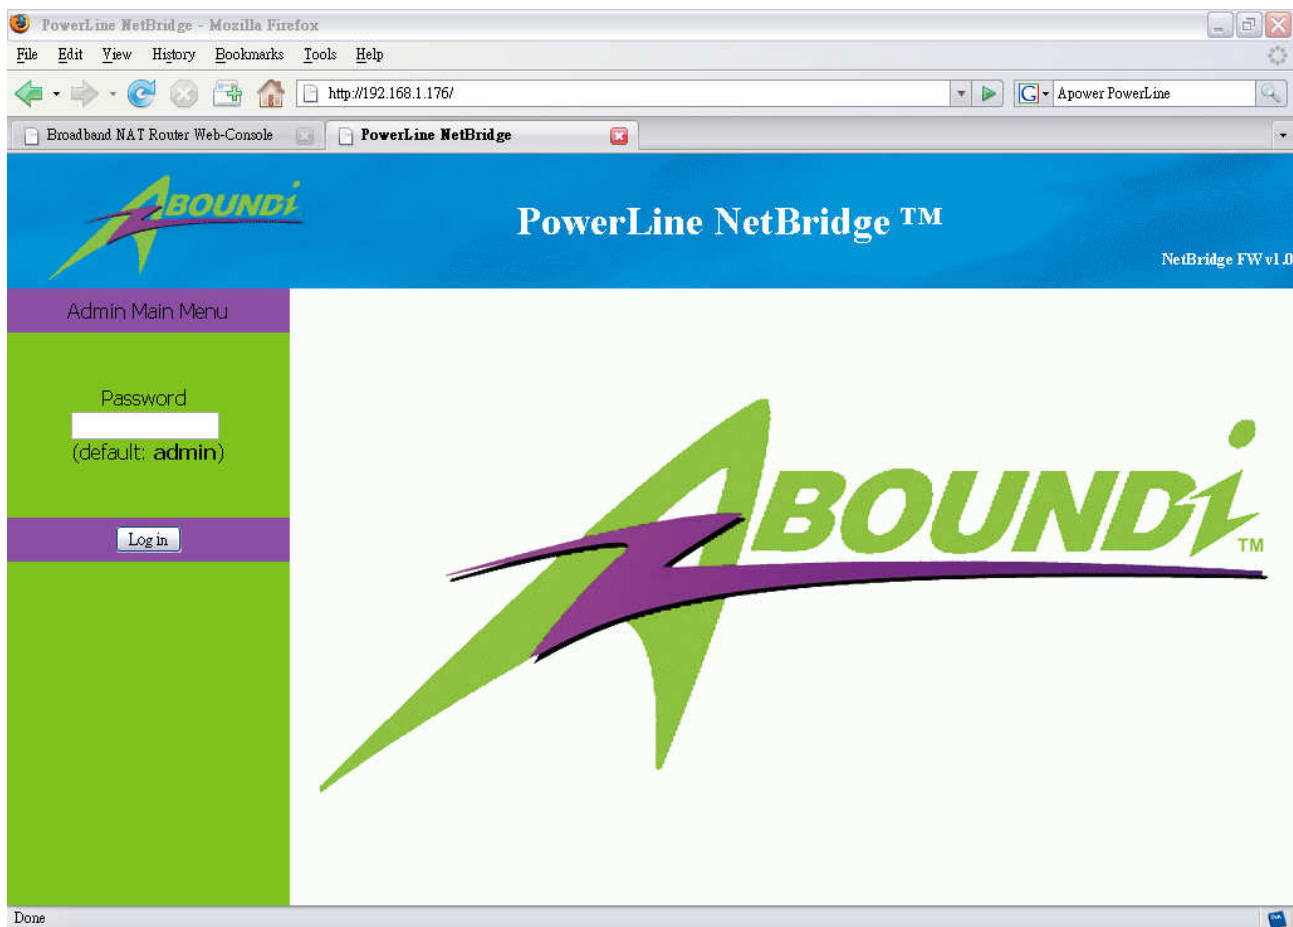 PowerLine NetBridge - Mozilla Firefox
File Edit View History Bookmarks Tools Help
http://192.168.1.176/
G Apower PowerLine
Broadband NAT Router Web-Console
PowerLine NetBridge
ABOUNDi
PowerLine NetBridge ™
NetBridge FW v1.0
Admin Main Menu
Password
(default: admin)
Log in
ABOUNDi TM
Done